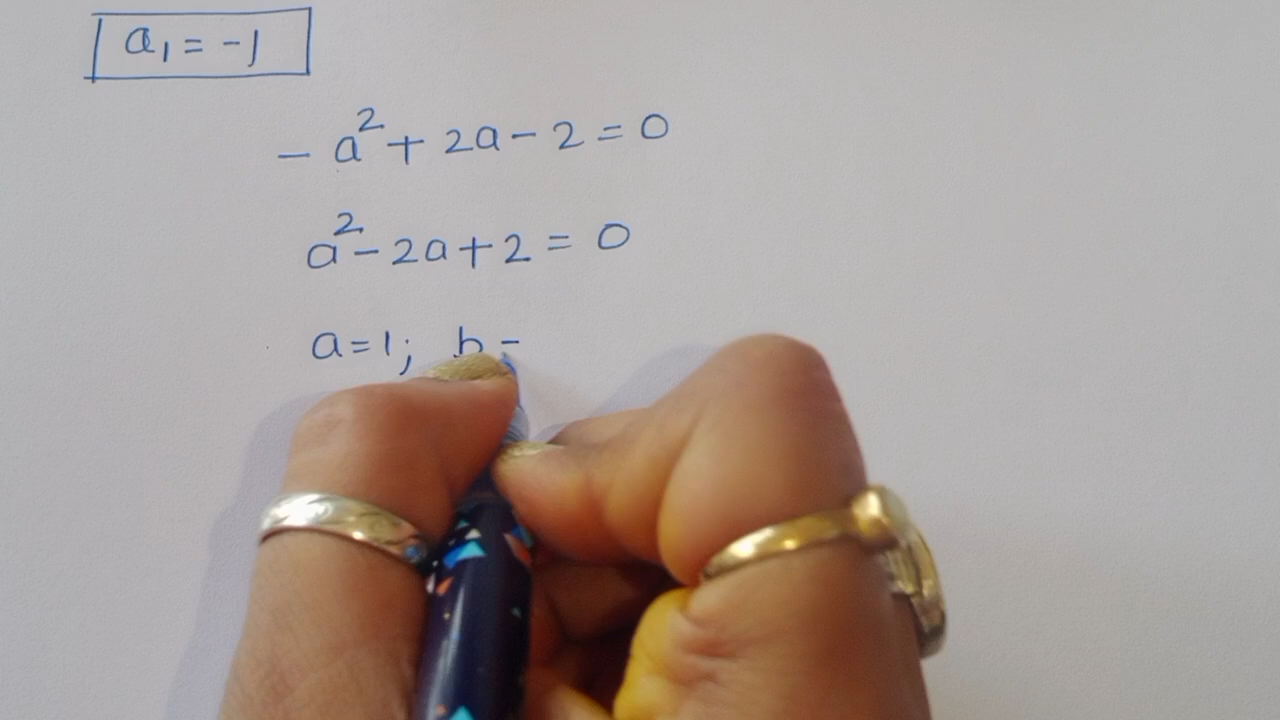 a₁ = -1
- a² + 2a - 2 = 0
a² - 2a + 2 = 0
a = 1; b =